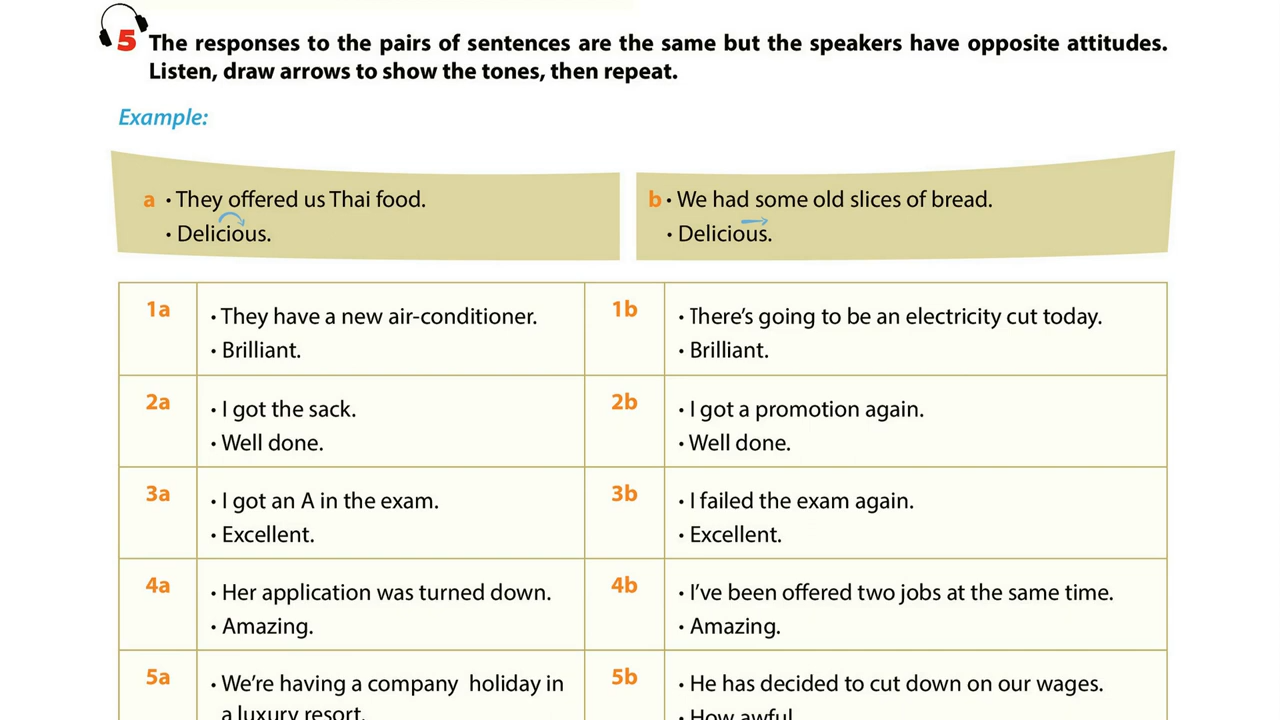 5 The responses to the pairs of sentences are the same but the speakers have opposite attitudes.
Listen, draw arrows to show the tones, then repeat.
Example:
a • They offered us Thai food.
• Delicious.
b • We had some old slices of bread.
• Delicious.
1a • They have a new air-conditioner.
• Brilliant.
1b • There's going to be an electricity cut today.
• Brilliant.
2a • I got the sack.
• Well done.
2b • I got a promotion again.
• Well done.
3a • I got an A in the exam.
• Excellent.
3b • I failed the exam again.
• Excellent.
4a • Her application was turned down.
• Amazing.
4b • I've been offered two jobs at the same time.
• Amazing.
5a • We're having a company holiday in
a luxury resort.
5b • He has decided to cut down on our wages.
• How awful